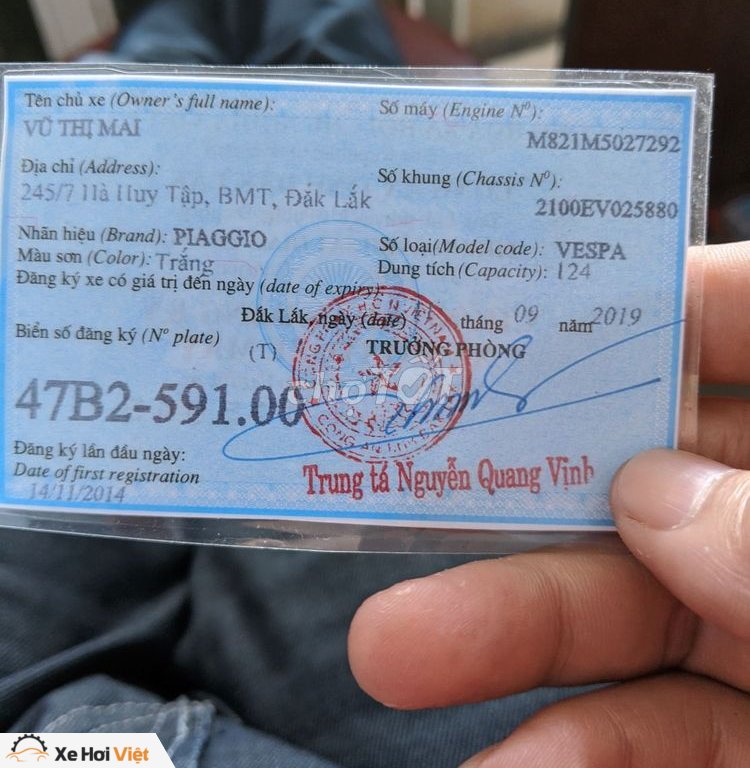 Tên chủ xe (Owner's full name):
VŨ THỊ MAI
Số máy (Engine Nº):
M821M5027292
Địa chỉ (Address):
245/7 Hà Huy Tập, BMT, Đắk Lắk
Số khung (Chassis Nº):
2100EV025880
Nhãn hiệu (Brand): PIAGGIO
Số loại(Model code): VESPA
Màu sơn (Color): Trắng
Dung tích (Capacity): 124
Đăng ký xe có giá trị đến ngày (date of expiry)
Đắk Lắk, ngày (date) tháng 09 năm 2019
Biển số đăng ký (Nº plate)
(T)
TRƯỞNG PHÒNG
47B2-591.00
chợTỐT
Đăng ký lần đầu ngày:
Date of first registration
14/11/2014
Trung tá Nguyễn Quang Vịnh
Xe Hơi Việt